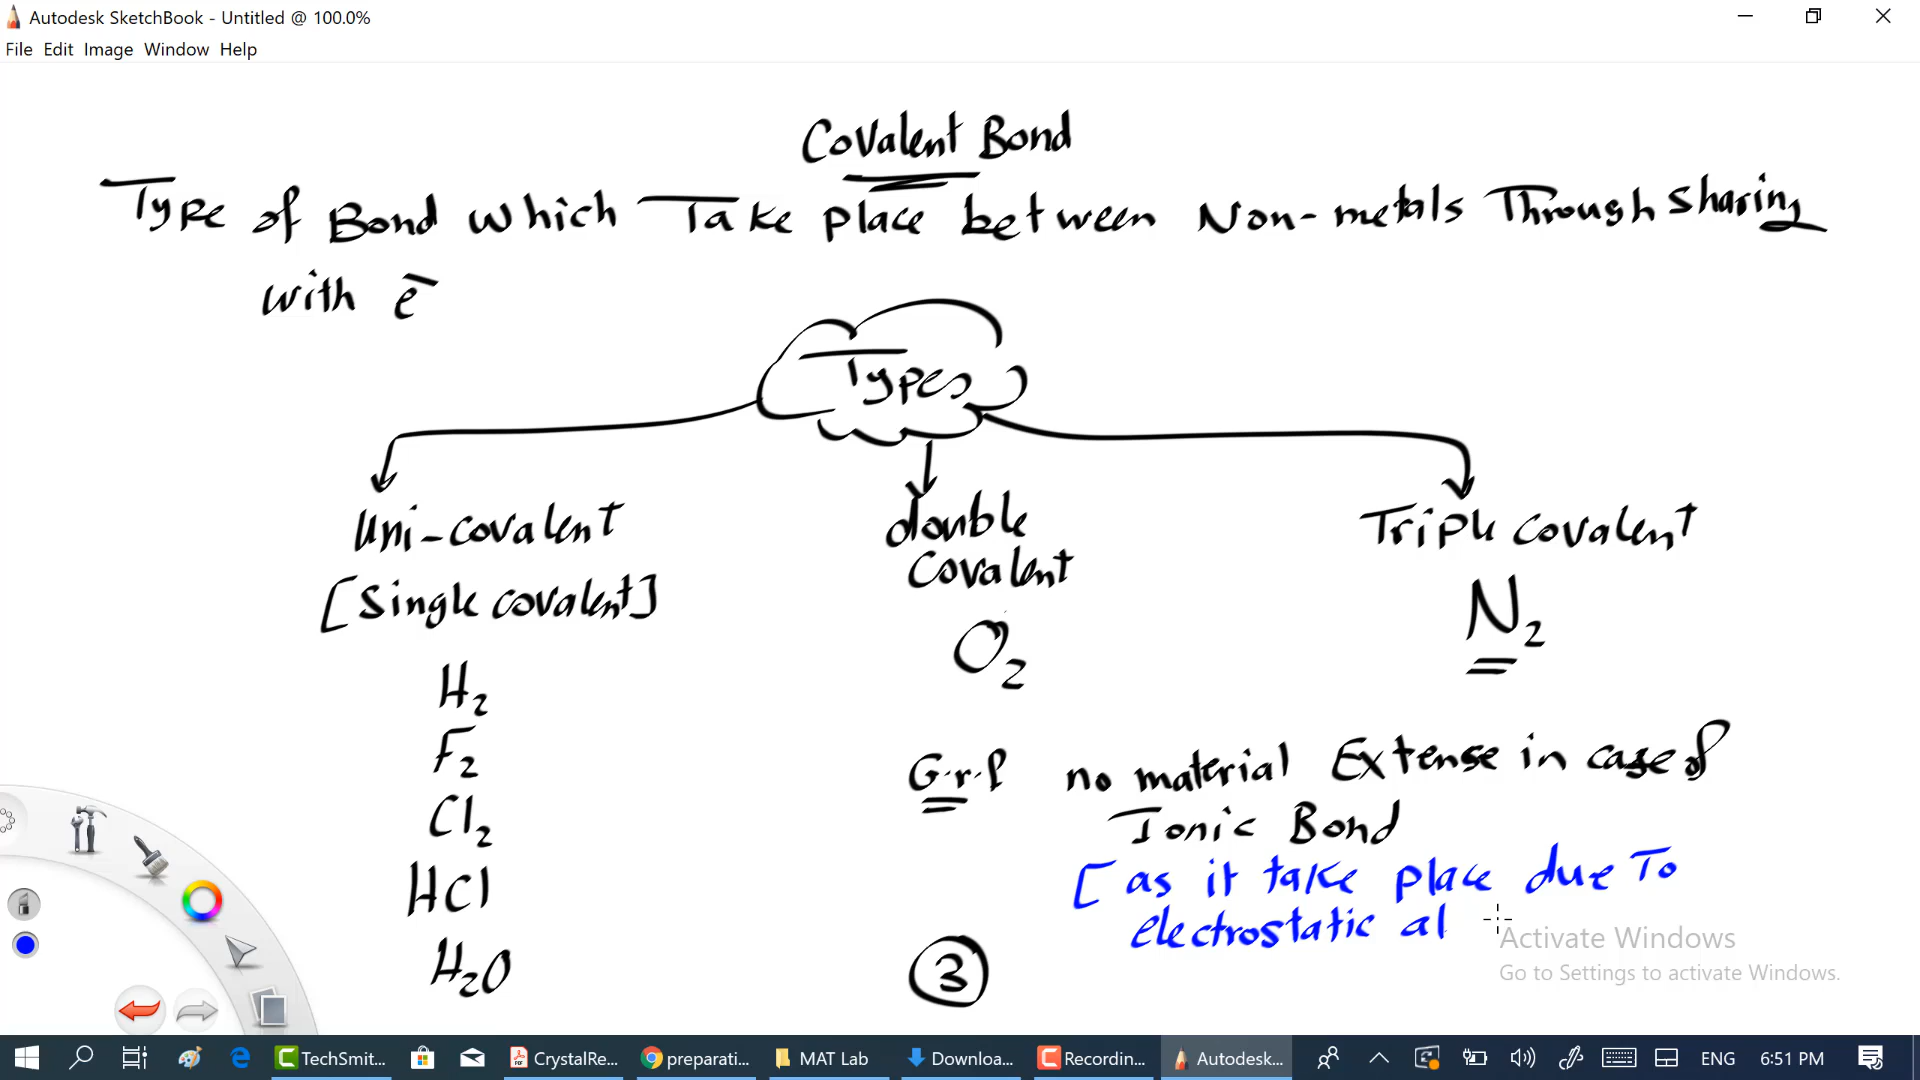 Autodesk SketchBook - Untitled @ 100.0%
File Edit Image Window Help
Covalent Bond
Type of Bond which Take place between Non-metals Through sharing
with e-
Types
Uni-covalent
[Single covalent]
H2
F2
Cl2
HCl
H2O
double
Covalent
O2
Triple covalent
N2
G.r.f no material Extense in case of
Ionic Bond
[as it take place due To
electrostatic at
3
Activate Windows
Go to Settings to activate Windows.
TechSmit... CrystalRe... preparati... MAT Lab Downloa... Recordin... Autodesk... ENG 6:51 PM